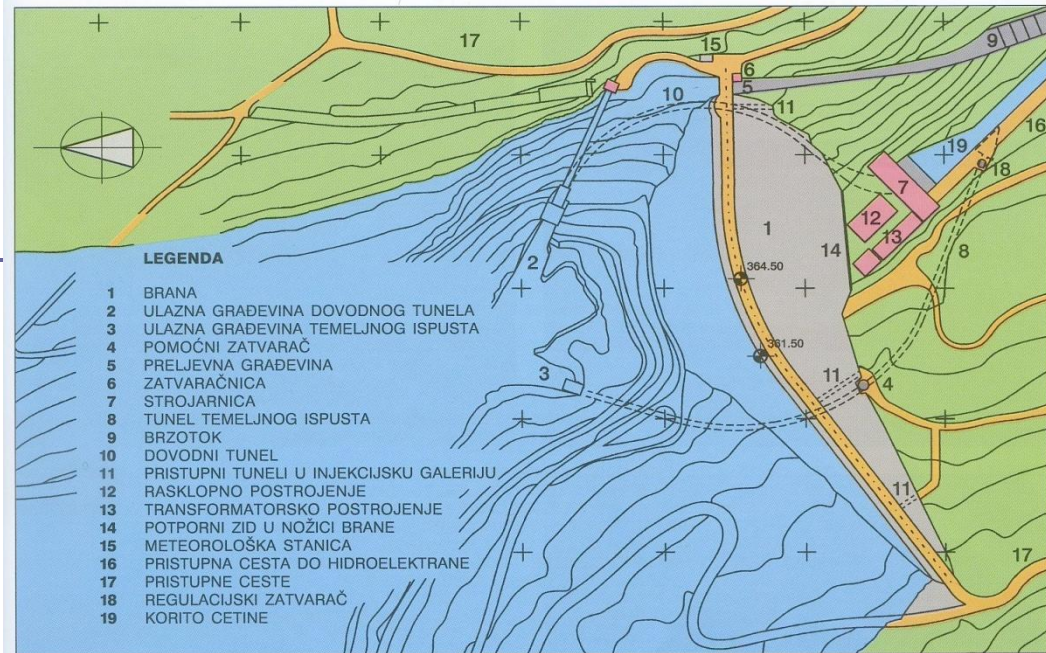 17
15
9
6
5
10
11
16
19
9
18
7
12
1
13
14
8
364.50
2
361.50
3
11
4
11
17
LEGENDA
1 BRANA
2 ULAZNA GRAĐEVINA DOVODNOG TUNELA
3 ULAZNA GRAĐEVINA TEMELJNOG ISPUSTA
4 POMOĆNI ZATVARAČ
5 PRELJEVNA GRAĐEVINA
6 ZATVARAČNICA
7 STROJARNICA
8 TUNEL TEMELJNOG ISPUSTA
9 BRZOTOK
10 DOVODNI TUNEL
11 PRISTUPNI TUNELI U INJEKCIJSKU GALERIJU
12 RASKLOPNO POSTROJENJE
13 TRANSFORMATORSKO POSTROJENJE
14 POTPORNI ZID U NOŽICI BRANE
15 METEOROLOŠKA STANICA
16 PRISTUPNA CESTA DO HIDROELEKTRANE
17 PRISTUPNE CESTE
18 REGULACIJSKI ZATVARAČ
19 KORITO CETINE